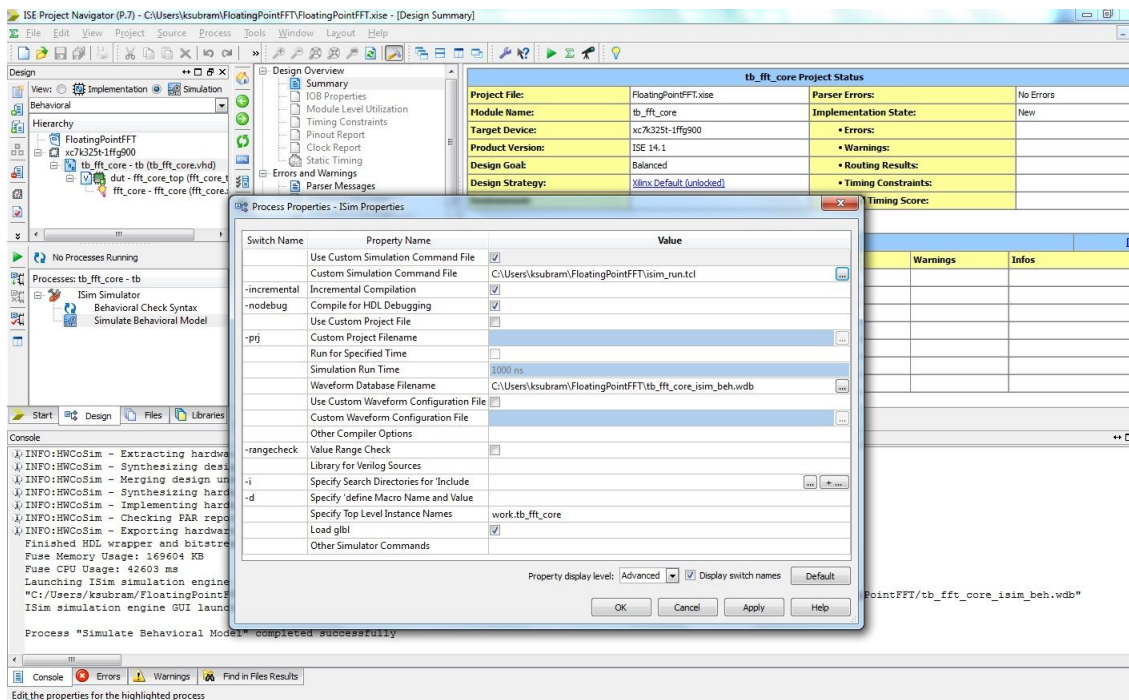 ISE Project Navigator (P.7) - C:\Users\ksubram\FloatingPointFFT\FloatingPointFFT.xise - [Design Summary]
File Edit View Project Source Process Tools Window Layout Help
Design
View: Implementation Simulation
Behavioral
Hierarchy
FloatingPointFFT
xc7k325t-1ffg900
tb_fft_core - tb (tb_fft_core.vhd)
dut - fft_core_top (fft_core_t
fft_core - fft_core (fft_core.
No Processes Running
Processes: tb_fft_core - tb
ISim Simulator
Behavioral Check Syntax
Simulate Behavioral Model
Start Design Files Libraries
Design Overview
Summary
IOB Properties
Module Level Utilization
Timing Constraints
Pinout Report
Clock Report
Static Timing
Errors and Warnings
Parser Messages
tb_fft_core Project Status
Project File: FloatingPointFFT.xise Parser Errors: No Errors
Module Name: tb_fft_core Implementation State: New
Target Device: xc7k325t-1ffg900 • Errors:
Product Version: ISE 14.1 • Warnings:
Design Goal: Balanced • Routing Results:
Design Strategy: Xilinx Default (unlocked) • Timing Constraints:
Timing Score:
Warnings Infos
Process Properties - ISim Properties
Switch Name Property Name Value
Use Custom Simulation Command File
Custom Simulation Command File C:\Users\ksubram\FloatingPointFFT\isim_run.tcl ...
-incremental Incremental Compilation
-nodebug Compile for HDL Debugging
Use Custom Project File
-prj Custom Project Filename ...
Run for Specified Time
Simulation Run Time 1000 ns
Waveform Database Filename C:\Users\ksubram\FloatingPointFFT\tb_fft_core_isim_beh.wdb ...
Use Custom Waveform Configuration File
Custom Waveform Configuration File ...
Other Compiler Options
-rangecheck Value Range Check
Library for Verilog Sources
-i Specify Search Directories for 'Include ... + ...
-d Specify 'define Macro Name and Value
Specify Top Level Instance Names work.tb_fft_core
Load glbl
Other Simulator Commands
Property display level: Advanced Display switch names Default
OK Cancel Apply Help
Console
INFO:HWCoSim - Extracting hardwa
INFO:HWCoSim - Synthesizing desi
INFO:HWCoSim - Merging design un
INFO:HWCoSim - Synthesizing hard
INFO:HWCoSim - Implementing hard
INFO:HWCoSim - Checking PAR repo
INFO:HWCoSim - Exporting hardwar
Finished HDL wrapper and bitstre
Fuse Memory Usage: 169604 KB
Fuse CPU Usage: 42603 ms
Launching ISim simulation engine
"C:/Users/ksubram/FloatingPointF PointFFT/tb_fft_core_isim_beh.wdb"
ISim simulation engine GUI launc
Process "Simulate Behavioral Model" completed successfully
Console Errors Warnings Find in Files Results
Edit the properties for the highlighted process